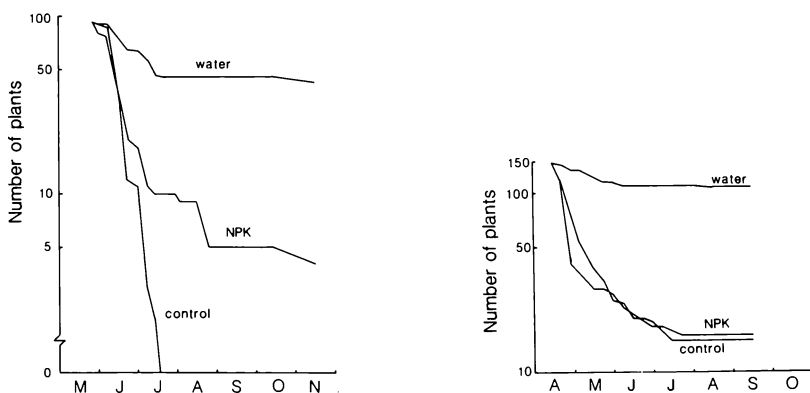 Number of plants
100
50
10
5
0
water
NPK
control
M J J A S O N
Number of plants
150
100
50
10
water
NPK
control
A M J J A S O